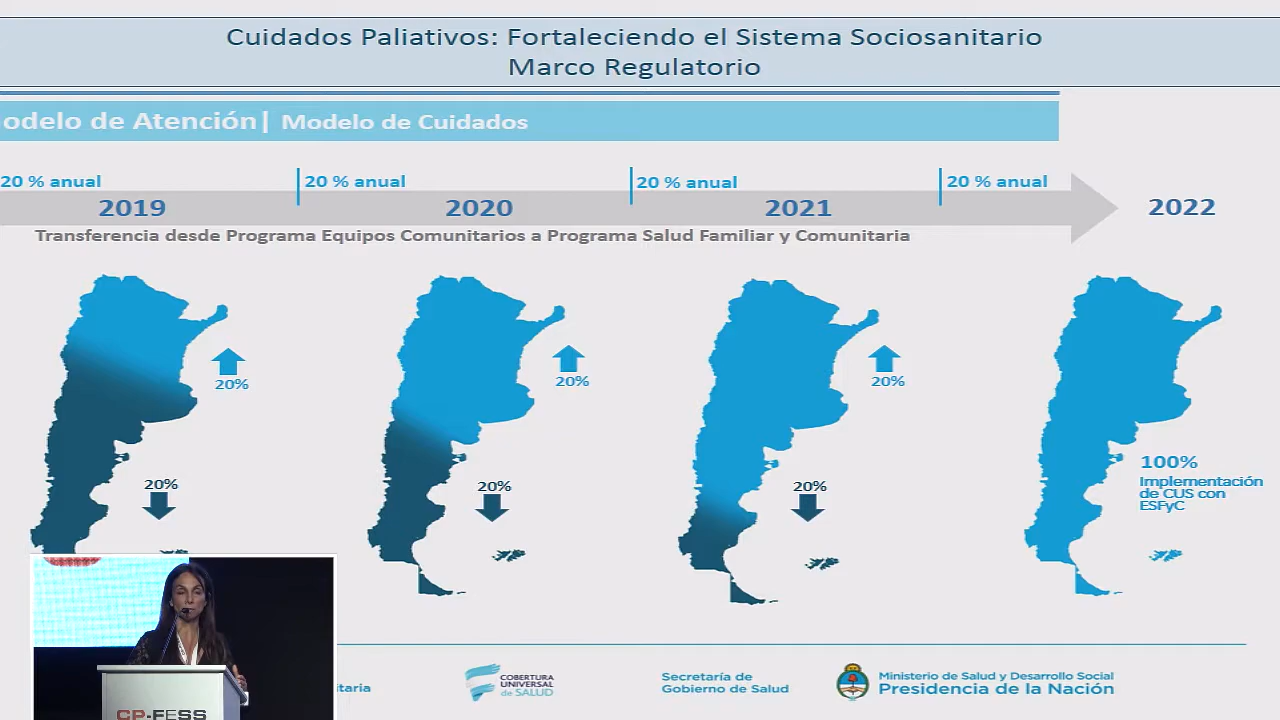 Cuidados Paliativos: Fortaleciendo el Sistema Sociosanitario
Marco Regulatorio
odelo de Atención| Modelo de Cuidados
20 % anual
20 % anual
20 % anual
20 % anual
2019
2020
2021
2022
Transferencia desde Programa Equipos Comunitarios a Programa Salud Familiar y Comunitaria
20%
20%
20%
20%
20%
20%
100%
Implementación
de CUS con
ESFyC
itaria
COBERTURA
UNIVERSAL
de SALUD
Secretaría de
Gobierno de Salud
Ministerio de Salud y Desarrollo Social
Presidencia de la Nación
CP-FESS